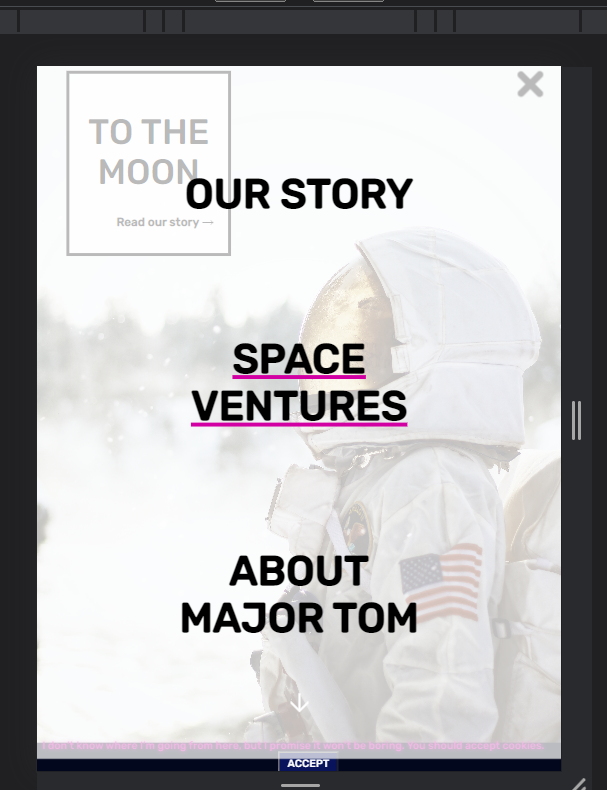 TO THE
MOON
Read our story →
OUR STORY
SPACE
VENTURES
ABOUT
MAJOR TOM
I don't know where i'm going from here, but i promise it won't be boring. You should accept cookies.
ACCEPT